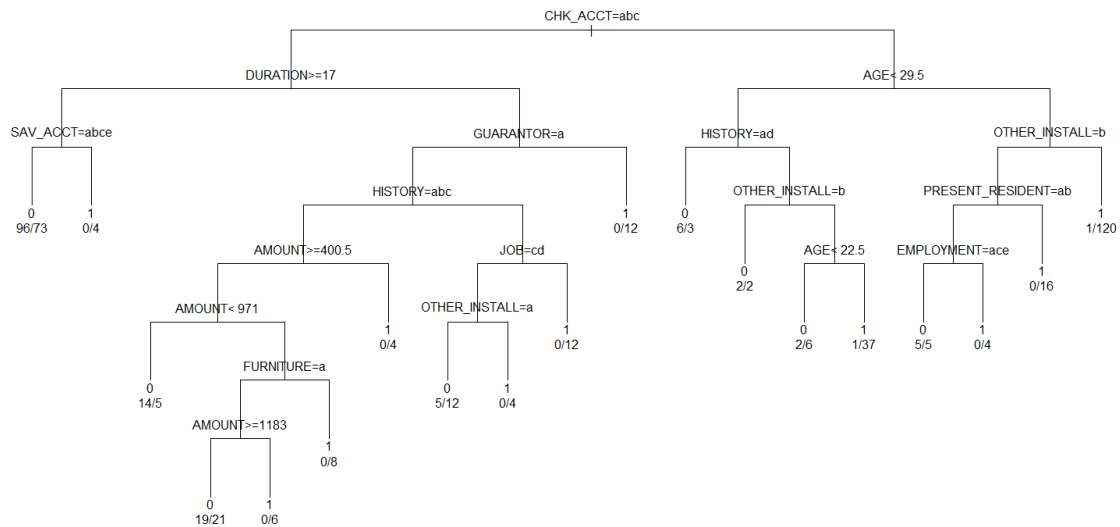 CHK_ACCT=abc
DURATION>=17
AGE< 29.5
SAV_ACCT=abce
GUARANTOR=a
HISTORY=ad
OTHER_INSTALL=b
0
96/73
1
0/4
HISTORY=abc
1
0/12
0
6/3
OTHER_INSTALL=b
PRESENT_RESIDENT=ab
1
1/120
AMOUNT>=400.5
JOB=cd
0
2/2
AGE< 22.5
EMPLOYMENT=ace
1
0/16
AMOUNT< 971
1
0/4
OTHER_INSTALL=a
1
0/12
0
2/6
1
1/37
0
5/5
1
0/4
0
14/5
FURNITURE=a
0
5/12
1
0/4
AMOUNT>=1183
1
0/8
0
19/21
1
0/6